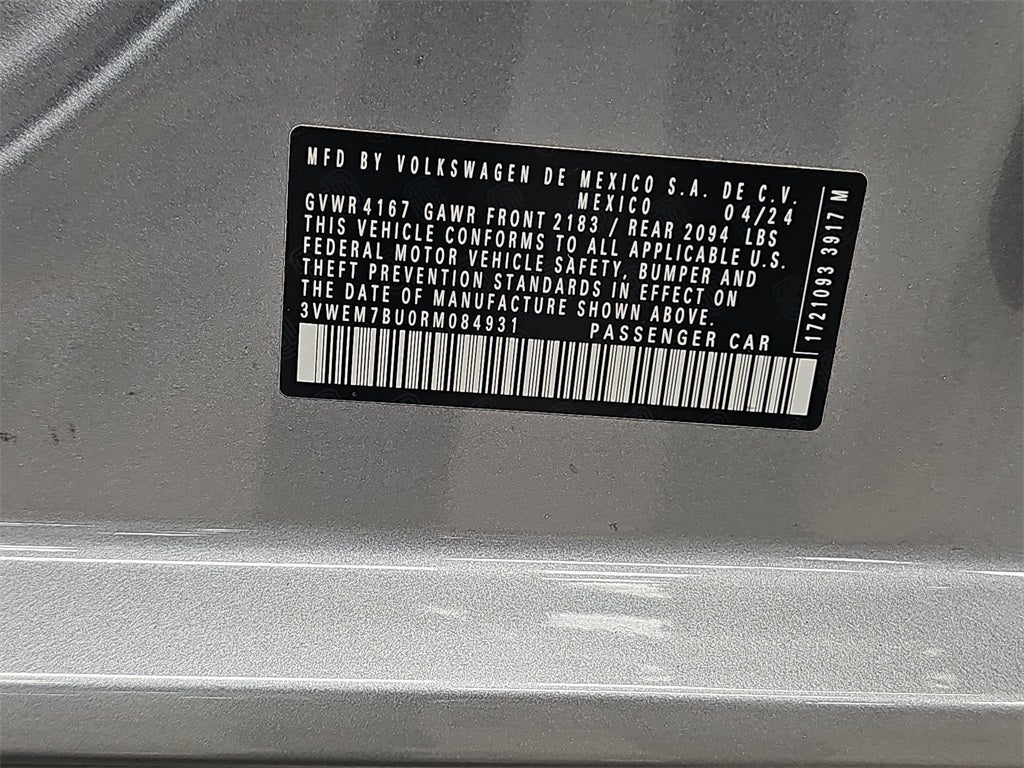 MFD BY VOLKSWAGEN DE MEXICO S.A. DE C.V.
MEXICO 04/24
GVWR 4167 GAWR FRONT 2183 / REAR 2094 LBS
THIS VEHICLE CONFORMS TO ALL APPLICABLE U.S.
FEDERAL MOTOR VEHICLE SAFETY, BUMPER AND
THEFT PREVENTION STANDARDS IN EFFECT ON
THE DATE OF MANUFACTURE SHOWN ABOVE.
3VWEM7BU0RM084931 PASSENGER CAR
1721093 3917 M